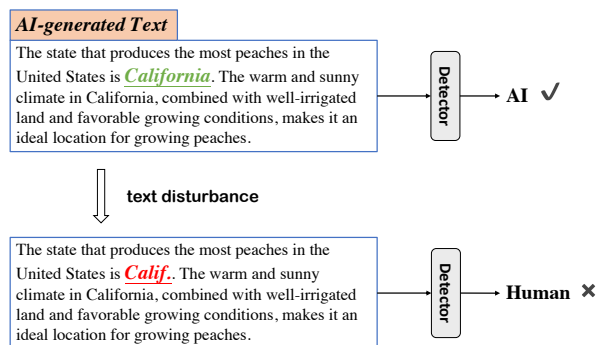 AI-generated Text
The state that produces the most peaches in the
United States is California. The warm and sunny
climate in California, combined with well-irrigated
land and favorable growing conditions, makes it an
ideal location for growing peaches.
Detector
AI
text disturbance
The state that produces the most peaches in the
United States is Calif.. The warm and sunny
climate in California, combined with well-irrigated
land and favorable growing conditions, makes it an
ideal location for growing peaches.
Detector
Human